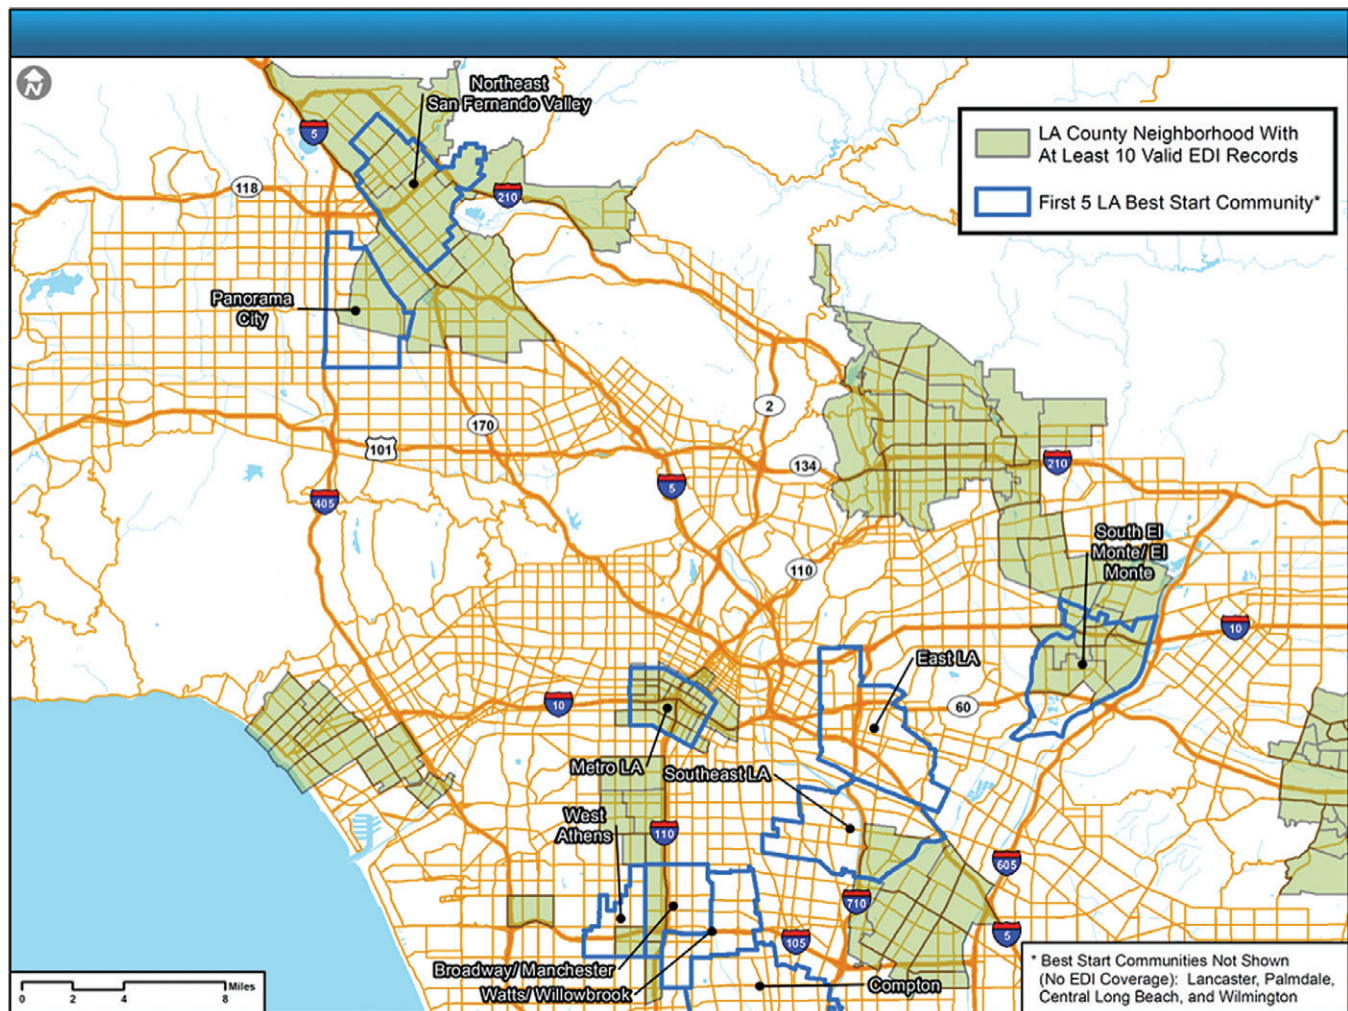 N
Northeast
San Fernando Valley
LA County Neighborhood With
At Least 10 Valid EDI Records
First 5 LA Best Start Community*
5
118
210
Panorama
City
2
170
101
134
210
5
405
South El
Monte/ El
Monte
110
10
East LA
10
60
Metro LA
Southeast LA
West
Athens
110
605
710
5
105
Broadway/ Manchester
Watts/ Willowbrook
Compton
* Best Start Communities Not Shown
(No EDI Coverage): Lancaster, Palmdale,
Central Long Beach, and Wilmington
Miles
0 2 4 8